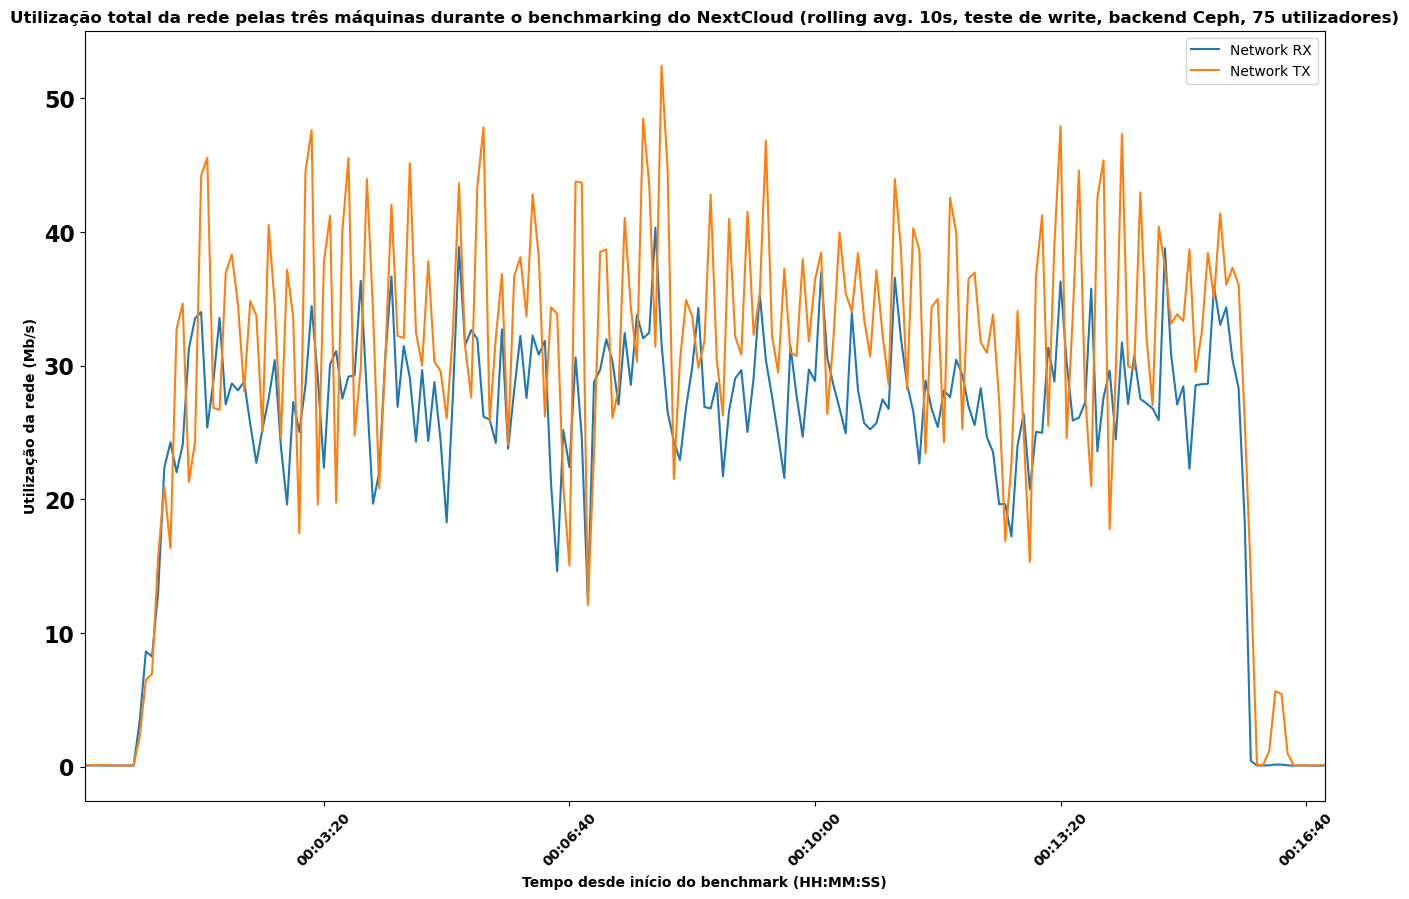 Utilização total da rede pelas três máquinas durante o benchmarking do NextCloud (rolling avg. 10s, teste de write, backend Ceph, 75 utilizadores)
Network RX
Network TX
Utilização da rede (Mb/s)
50
40
30
20
10
0
00:03:20
00:06:40
00:10:00
00:13:20
00:16:40
Tempo desde início do benchmark (HH:MM:SS)